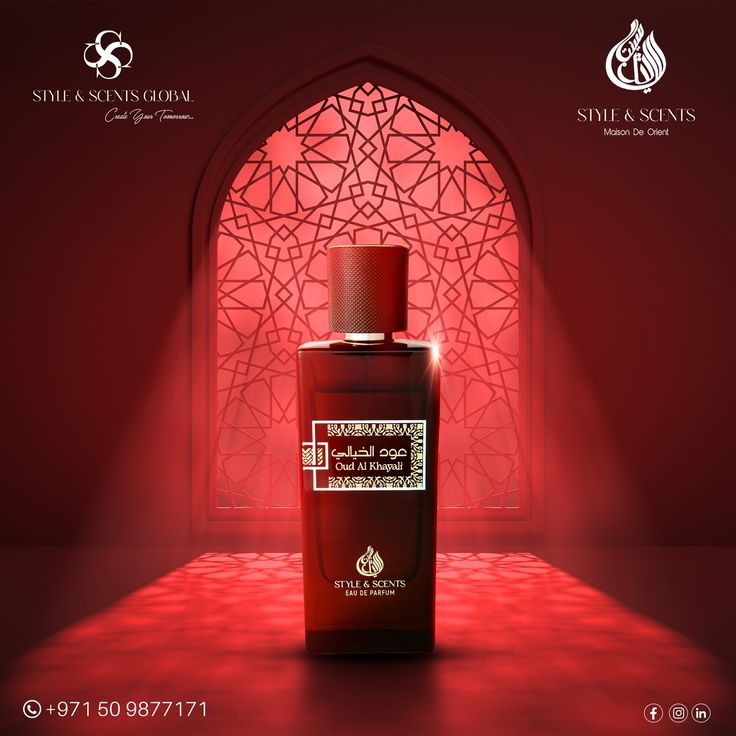 STYLE & SCENTS GLOBAL
Create Your Tomorrow...
STYLE & SCENTS
Maison De Orient
عود الخيالي
Oud Al Khayali
STYLE & SCENTS
EAU DE PARFUM
+971 50 9877171